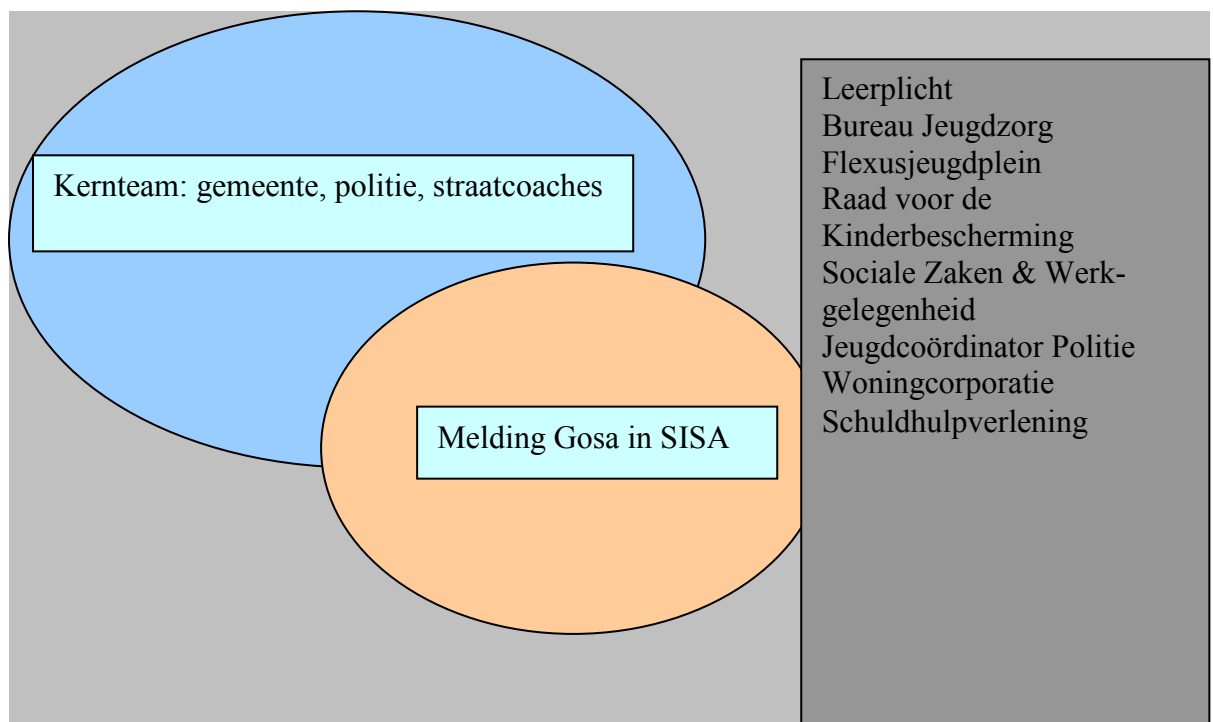 Kernteam: gemeente, politie, straatcoaches
Melding Gosa in SISA
Leerplicht
Bureau Jeugdzorg
Flexusjeugdplein
Raad voor de
Kinderbescherming
Sociale Zaken & Werk-
gelegenheid
Jeugdcoördinator Politie
Woningcorporatie
Schuldhulpverlening